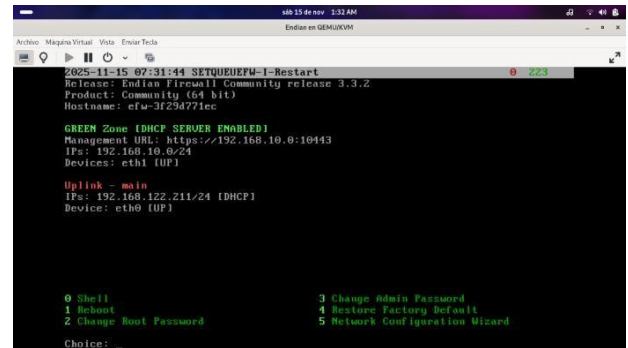 sáb 15 de nov 1:32 AM
Endian en QEMU/KVM
Archivo Máquina Virtual Vista Enviar Tecla
2025-11-15 07:31:44 SETQUEUEFW-I-Restart 0 223
Release: Endian Firewall Community release 3.3.2
Product: Community (64 bit)
Hostname: efw-3f29d771ec
GREEN Zone [DHCP SERVER ENABLED]
Management URL: https://192.168.10.0:10443
IPs: 192.168.10.0/24
Devices: eth1 [UP]
Uplink - main
IPs: 192.168.122.211/24 [DHCP]
Device: eth0 [UP]
0 Shell 3 Change Admin Password
1 Reboot 4 Restore Factory Default
2 Change Root Password 5 Network Configuration Wizard
Choice: _